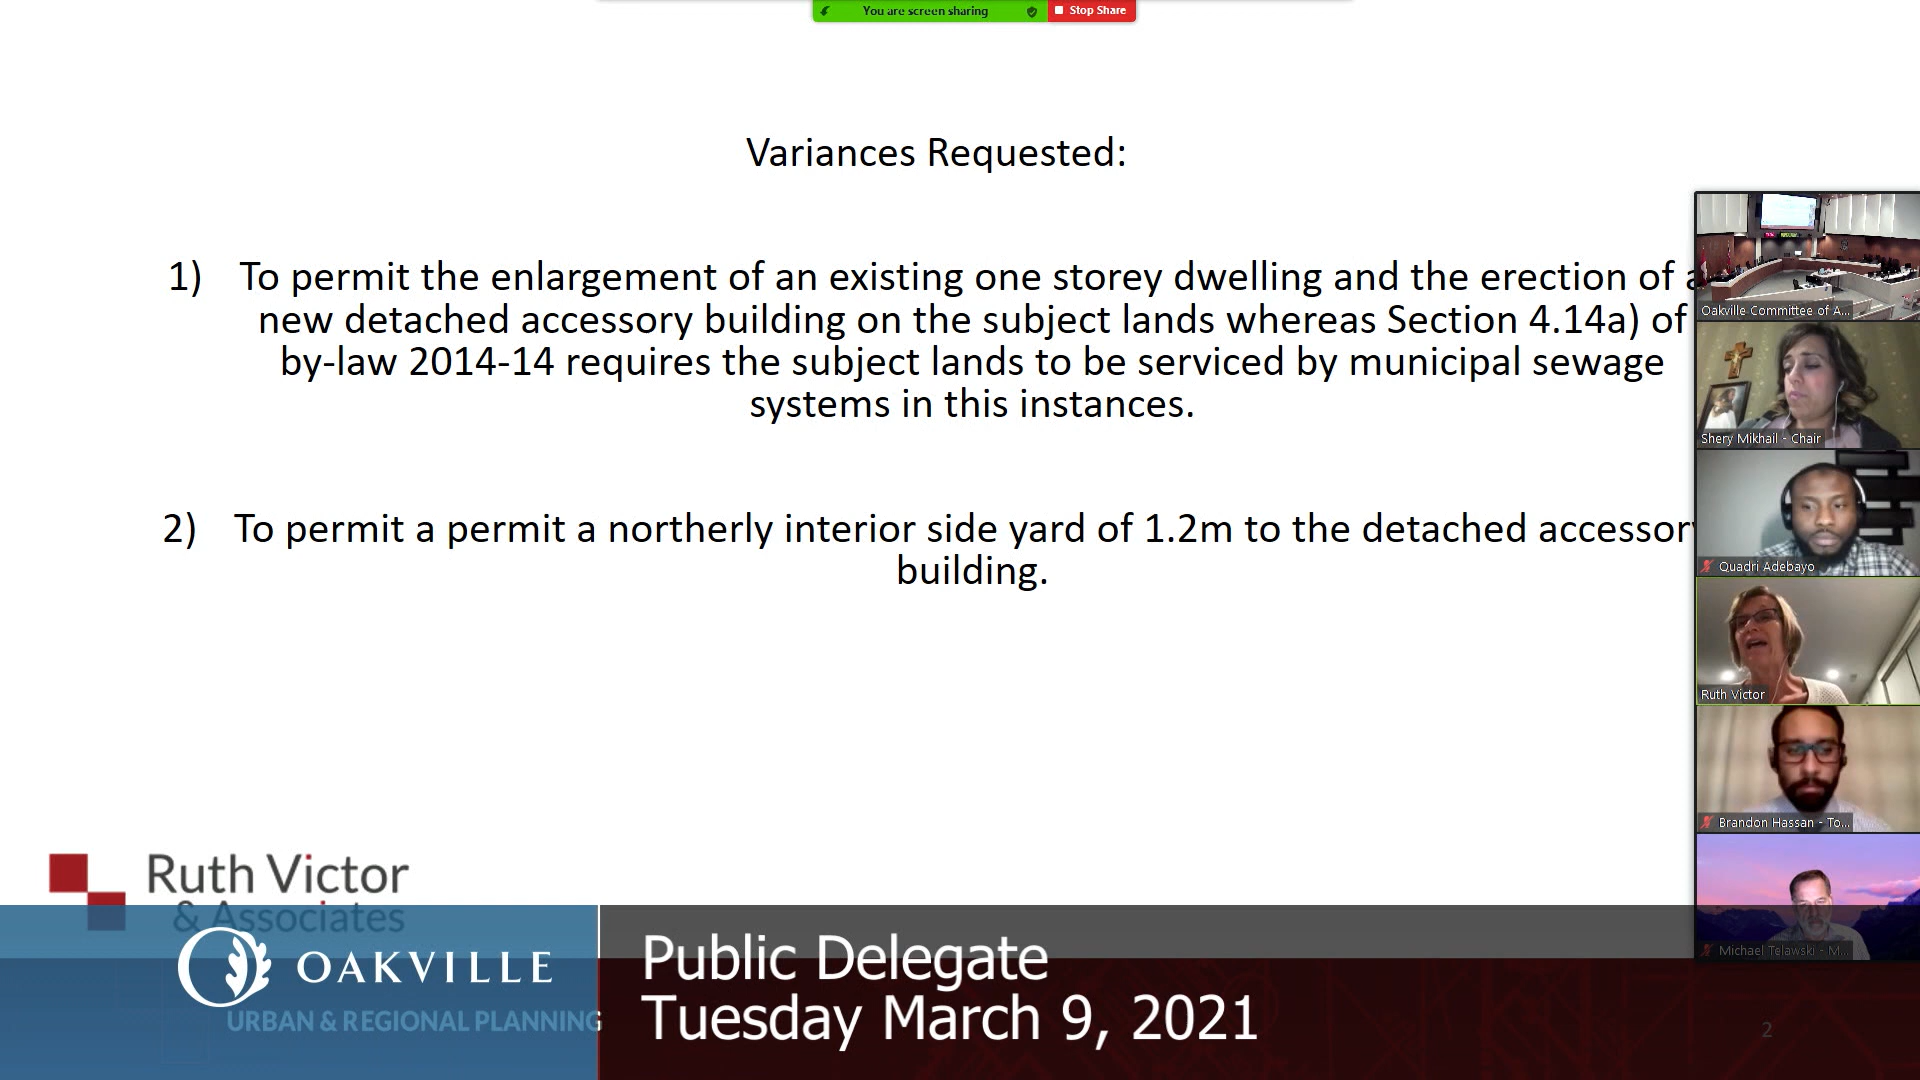 You are screen sharing
Stop Share
Variances Requested:
1) To permit the enlargement of an existing one storey dwelling and the erection of a
new detached accessory building on the subject lands whereas Section 4.14a) of
by-law 2014-14 requires the subject lands to be serviced by municipal sewage
systems in this instances.
2) To permit a permit a northerly interior side yard of 1.2m to the detached accessory
building.
Oakville Committee of A...
Shery Mikhail - Chair
Quadri Adebayo
Ruth Victor
Brandon Hassan - To...
Michael Telawski - M...
Ruth Victor
& Associates
OAKVILLE
URBAN & REGIONAL PLANNING
Public Delegate
Tuesday March 9, 2021
2